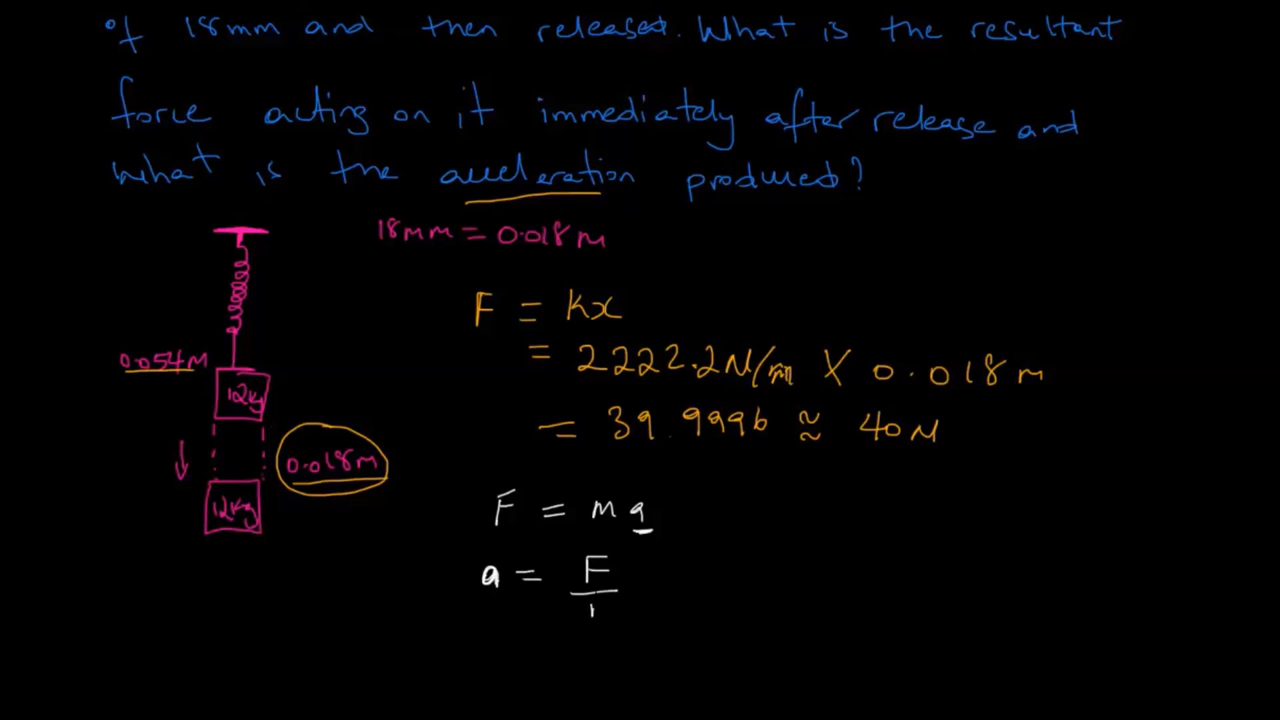 of 18mm and then released. What is the resultant
force acting on it immediately after release and
what is the acceleration produced?
18mm = 0.018m
F = kx
= 2222.2N/m X 0.018m
0.054m
12kg
= 39.9996 ≈ 40N
0.018m
12kg
F = ma
a = F